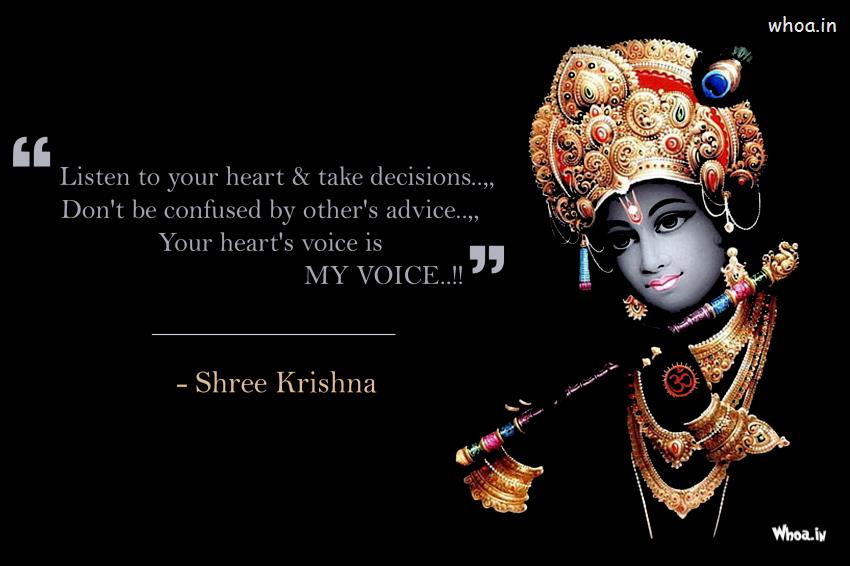 whoa.in
“ Listen to your heart & take decisions..,,
Don't be confused by other's advice..,,
Your heart's voice is
MY VOICE..!! ”
- Shree Krishna
ॐ
Whoa.in